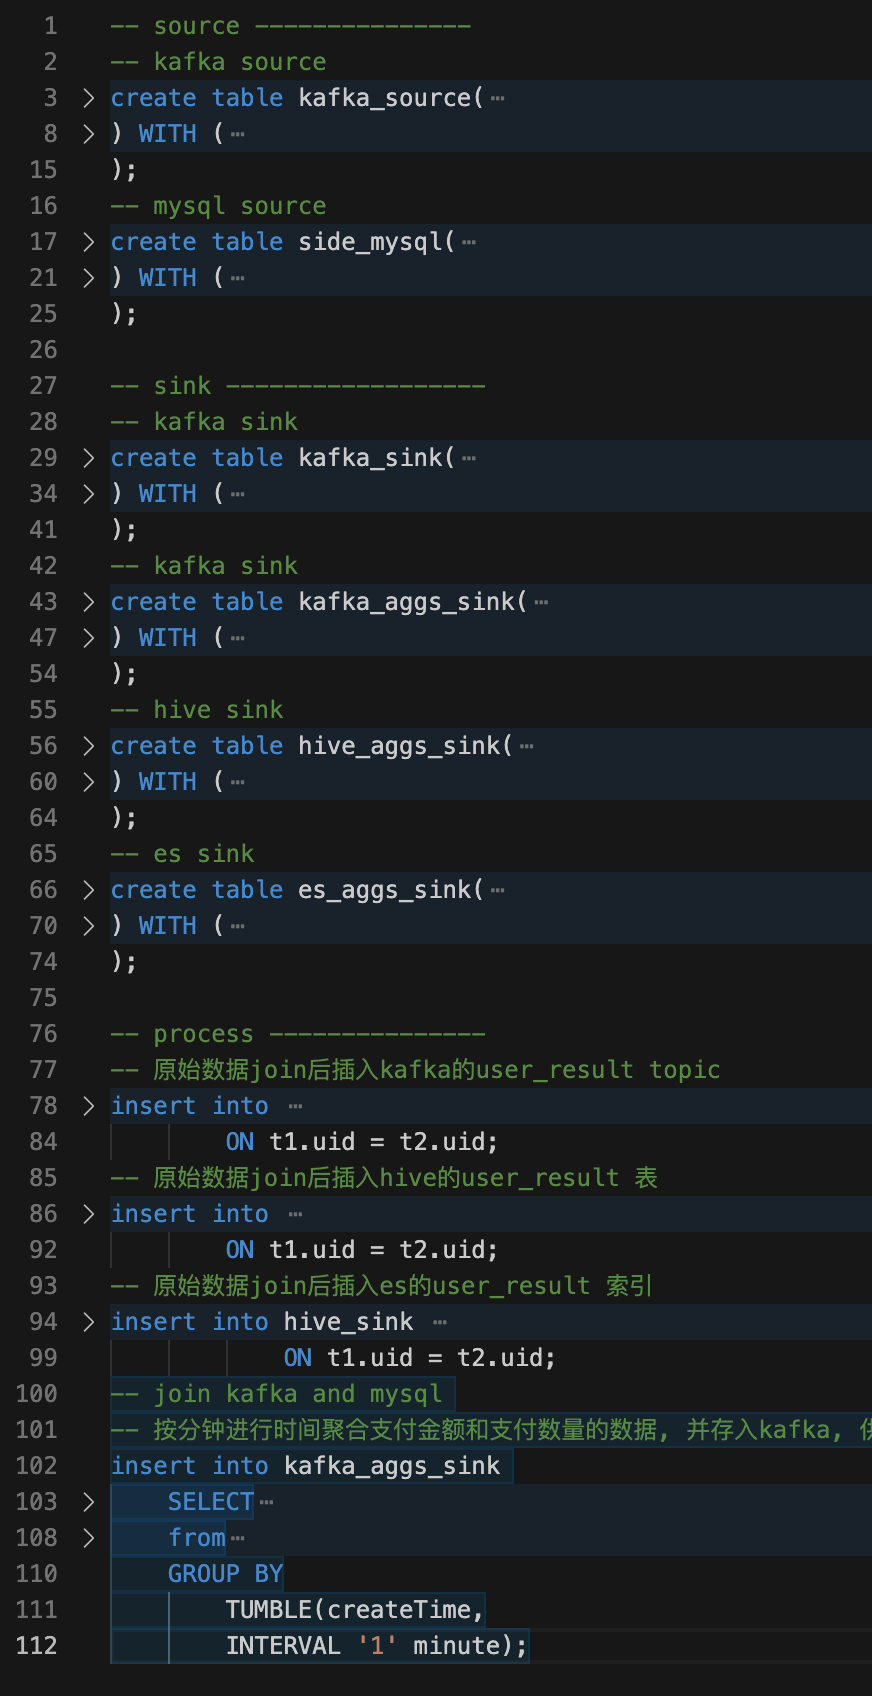 1 -- source ---------------
2 -- kafka source
3 > create table kafka_source( ⋯
8 > ) WITH ( ⋯
15 );
16 -- mysql source
17 > create table side_mysql( ⋯
21 > ) WITH ( ⋯
25 );
26
27 -- sink ------------------
28 -- kafka sink
29 > create table kafka_sink( ⋯
34 > ) WITH ( ⋯
41 );
42 -- kafka sink
43 > create table kafka_aggs_sink( ⋯
47 > ) WITH ( ⋯
54 );
55 -- hive sink
56 > create table hive_aggs_sink( ⋯
60 > ) WITH ( ⋯
64 );
65 -- es sink
66 > create table es_aggs_sink( ⋯
70 > ) WITH ( ⋯
74 );
75
76 -- process ---------------
77 -- 原始数据join后插入kafka的user_result topic
78 > insert into ⋯
84 ON t1.uid = t2.uid;
85 -- 原始数据join后插入hive的user_result 表
86 > insert into ⋯
92 ON t1.uid = t2.uid;
93 -- 原始数据join后插入es的user_result 索引
94 > insert into hive_sink ⋯
99 ON t1.uid = t2.uid;
100 -- join kafka and mysql
101 -- 按分钟进行时间聚合支付金额和支付数量的数据, 并存入kafka,
102 insert into kafka_aggs_sink
103 > SELECT ⋯
108 > from ⋯
110 GROUP BY
111 TUMBLE(createTime,
112 INTERVAL '1' minute);